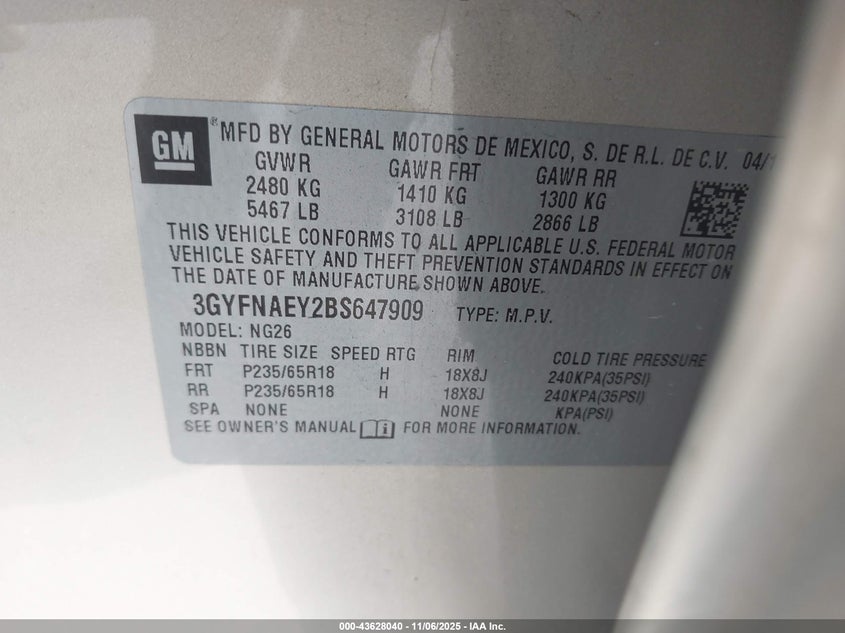 GM
® MFD BY GENERAL MOTORS DE MEXICO, S. DE R.L. DE C.V. 04/1
GVWR GAWR FRT GAWR RR
2480 KG 1410 KG 1300 KG
5467 LB 3108 LB 2866 LB
THIS VEHICLE CONFORMS TO ALL APPLICABLE U.S. FEDERAL MOTOR
VEHICLE SAFETY AND THEFT PREVENTION STANDARDS IN EFFECT ON
THE DATE OF MANUFACTURE SHOWN ABOVE.
3GYFNAEY2BS647909 TYPE: M.P.V.
MODEL: NG26
NBBN TIRE SIZE SPEED RTG RIM COLD TIRE PRESSURE
FRT P235/65R18 H 18X8J 240KPA(35PSI)
RR P235/65R18 H 18X8J 240KPA(35PSI)
SPA NONE NONE KPA(PSI)
SEE OWNER'S MANUAL FOR MORE INFORMATION.
000-43628040 - 11/06/2025 - IAA Inc.